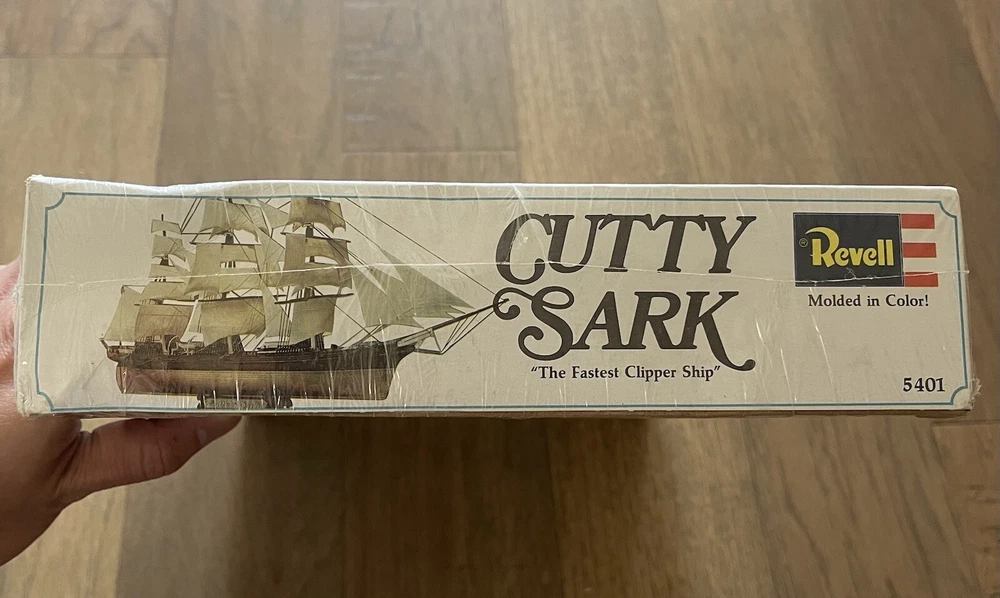 CUTTY
SARK
"The Fastest Clipper Ship"
® Revell
Molded in Color!
5401